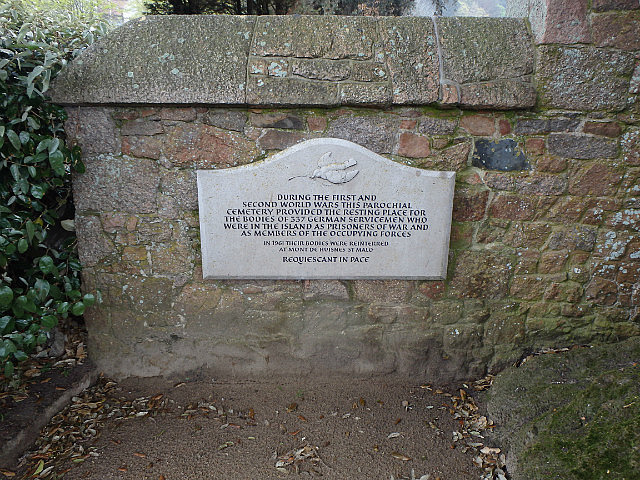 DURING THE FIRST AND
SECOND WORLD WARS THIS PAROCHIAL
CEMETERY PROVIDED THE RESTING PLACE FOR
THE BODIES OF 337 GERMAN SERVICEMEN WHO
WERE IN THE ISLAND AS PRISONERS OF WAR AND
AS MEMBERS OF THE OCCUPYING FORCES
IN 1961 THEIR BODIES WERE REINTERRED
AT MONT DE HUISNES ST MALO
REQUIESCANT IN PACE